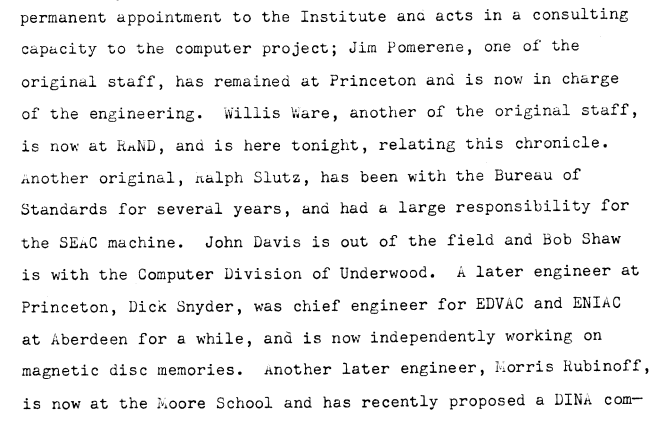 permanent appointment to the Institute and acts in a consulting
capacity to the computer project; Jim Pomerene, one of the
original staff, has remained at Princeton and is now in charge
of the engineering. Willis Ware, another of the original staff,
is now at RAND, and is here tonight, relating this chronicle.
Another original, Ralph Slutz, has been with the Bureau of
Standards for several years, and had a large responsibility for
the SEAC machine. John Davis is out of the field and Bob Shaw
is with the Computer Division of Underwood. A later engineer at
Princeton, Dick Snyder, was chief engineer for EDVAC and ENIAC
at Aberdeen for a while, and is now independently working on
magnetic disc memories. Another later engineer, Morris Rubinoff,
is now at the Moore School and has recently proposed a DINA com-